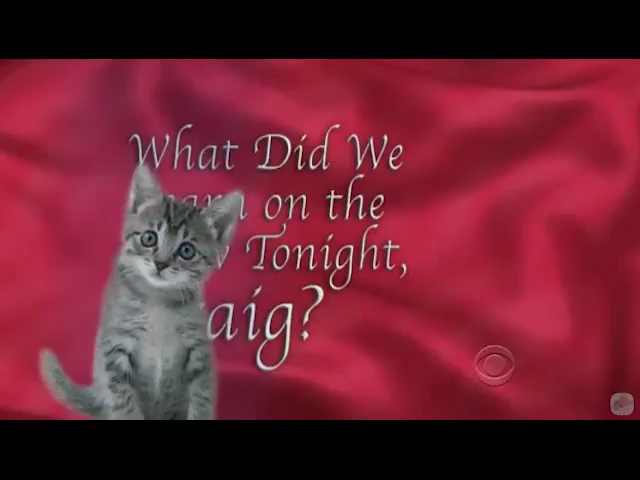 What Did We
on the
Tonight,
aig?